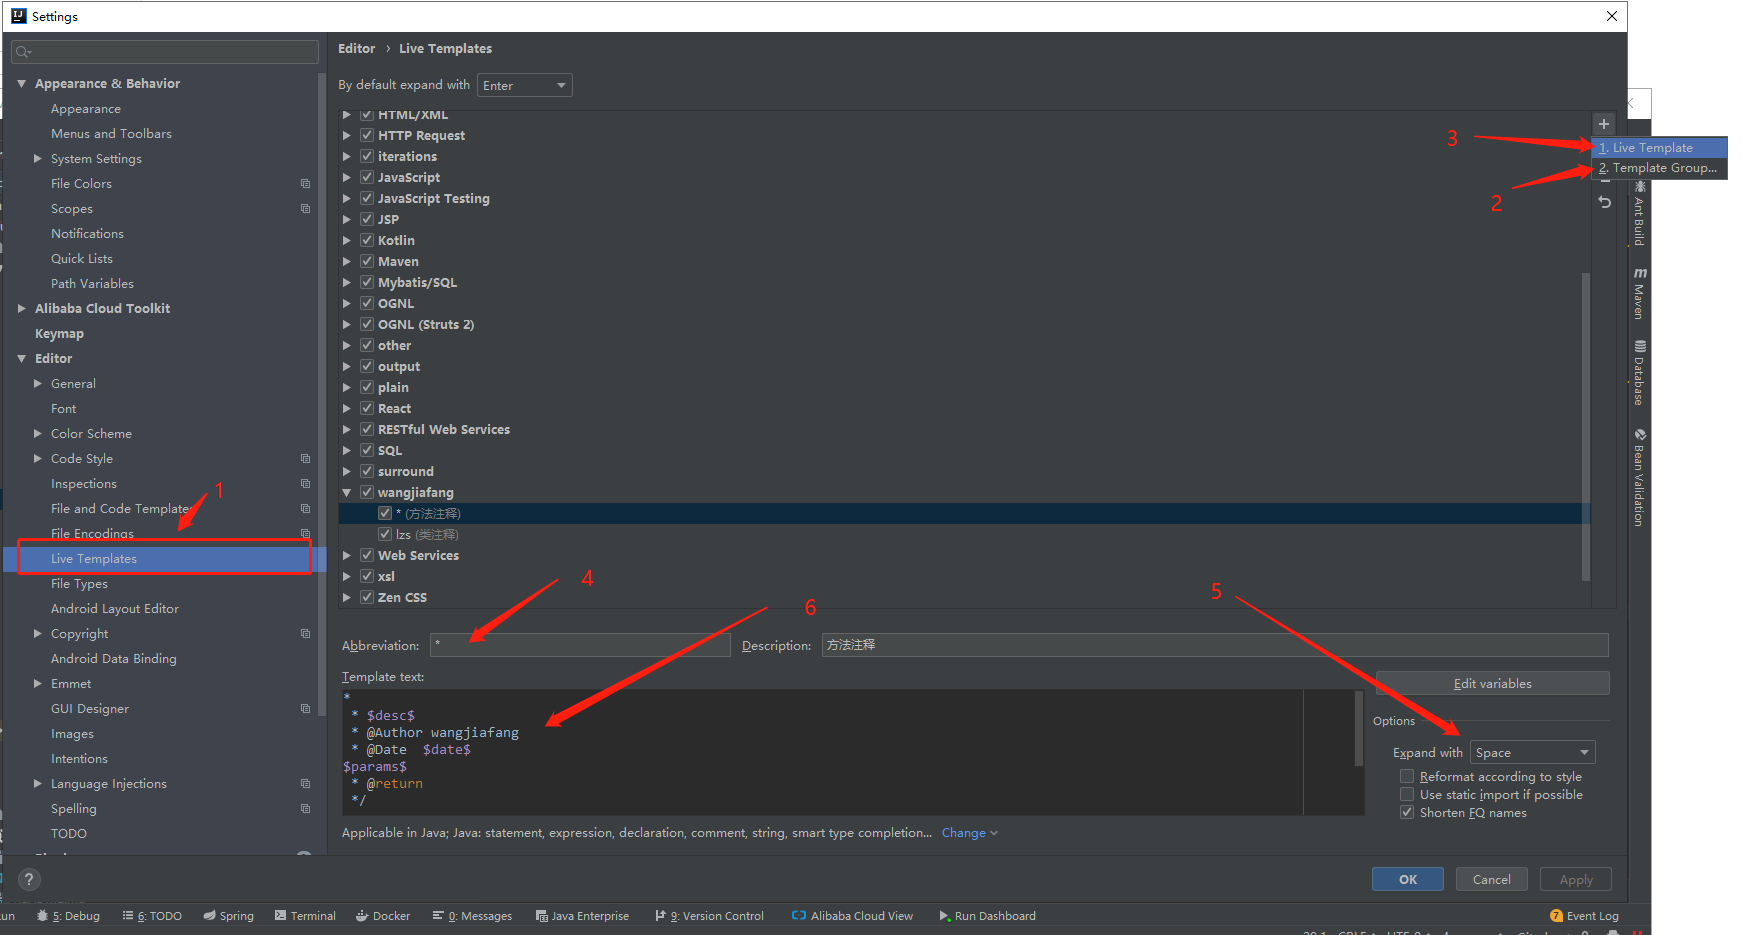 Settings
Editor › Live Templates
By default expand with Enter
Appearance & Behavior
Appearance
Menus and Toolbars
System Settings
File Colors
Scopes
Notifications
Quick Lists
Path Variables
Alibaba Cloud Toolkit
Keymap
Editor
General
Font
Color Scheme
Code Style
Inspections
File and Code Templates
File Encodings
Live Templates
File Types
Android Layout Editor
Copyright
Android Data Binding
Emmet
GUI Designer
Images
Intentions
Language Injections
Spelling
TODO
HTML/XML
HTTP Request
iterations
JavaScript
JavaScript Testing
JSP
Kotlin
Maven
Mybatis/SQL
OGNL
OGNL (Struts 2)
other
output
plain
React
RESTful Web Services
SQL
surround
wangjiafang
* (方法注释)
lzs (类注释)
Web Services
xsl
Zen CSS
1
2
3
4
5
6
1. Live Template
2. Template Group...
Ant Build
Maven
Database
Bean Validation
Abbreviation: *
Description: 方法注释
Template text:
*
* $desc$
* @Author wangjiafang
* @Date $date$
$params$
* @return
*/
Edit variables
Options
Expand with Space
Reformat according to style
Use static import if possible
Shorten FQ names
Applicable in Java; Java: statement, expression, declaration, comment, string, smart type completion... Change
?
OK
Cancel
Apply
5: Debug
6: TODO
Spring
Terminal
Docker
0: Messages
Java Enterprise
9: Version Control
Alibaba Cloud View
Run Dashboard
7 Event Log